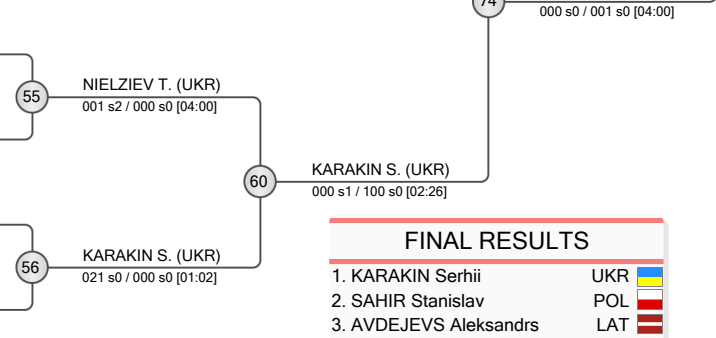 74
000 s0 / 001 s0 [04:00]
55
NIELZIEV T. (UKR)
001 s2 / 000 s0 [04:00]
60
KARAKIN S. (UKR)
000 s1 / 100 s0 [02:26]
56
KARAKIN S. (UKR)
021 s0 / 000 s0 [01:02]
FINAL RESULTS
1. KARAKIN Serhii UKR
2. SAHIR Stanislav POL
3. AVDEJEVS Aleksandrs LAT